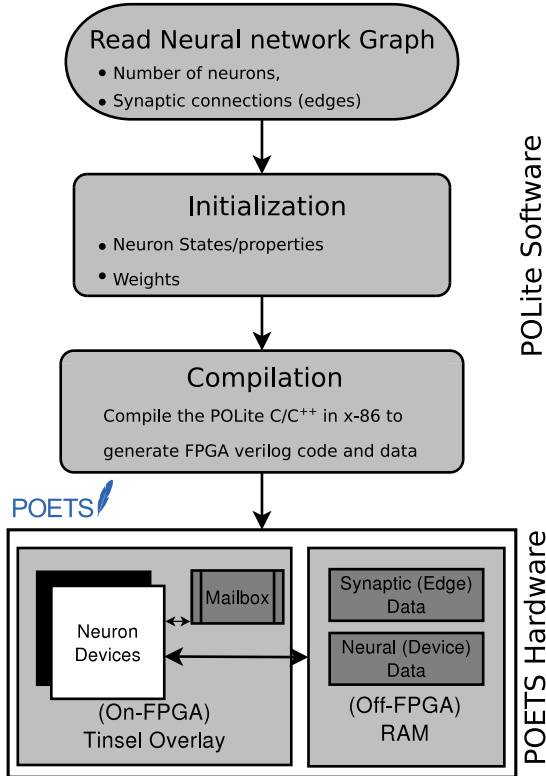 Read Neural network Graph
• Number of neurons,
• Synaptic connections (edges)
Initialization
• Neuron States/properties
• Weights
Compilation
Compile the POLite C/C++ in x-86 to
generate FPGA verilog code and data
POLite Software
POETS
Neuron
Devices
Mailbox
(On-FPGA)
Tinsel Overlay
Synaptic (Edge)
Data
Neural (Device)
Data
(Off-FPGA)
RAM
POETS Hardware